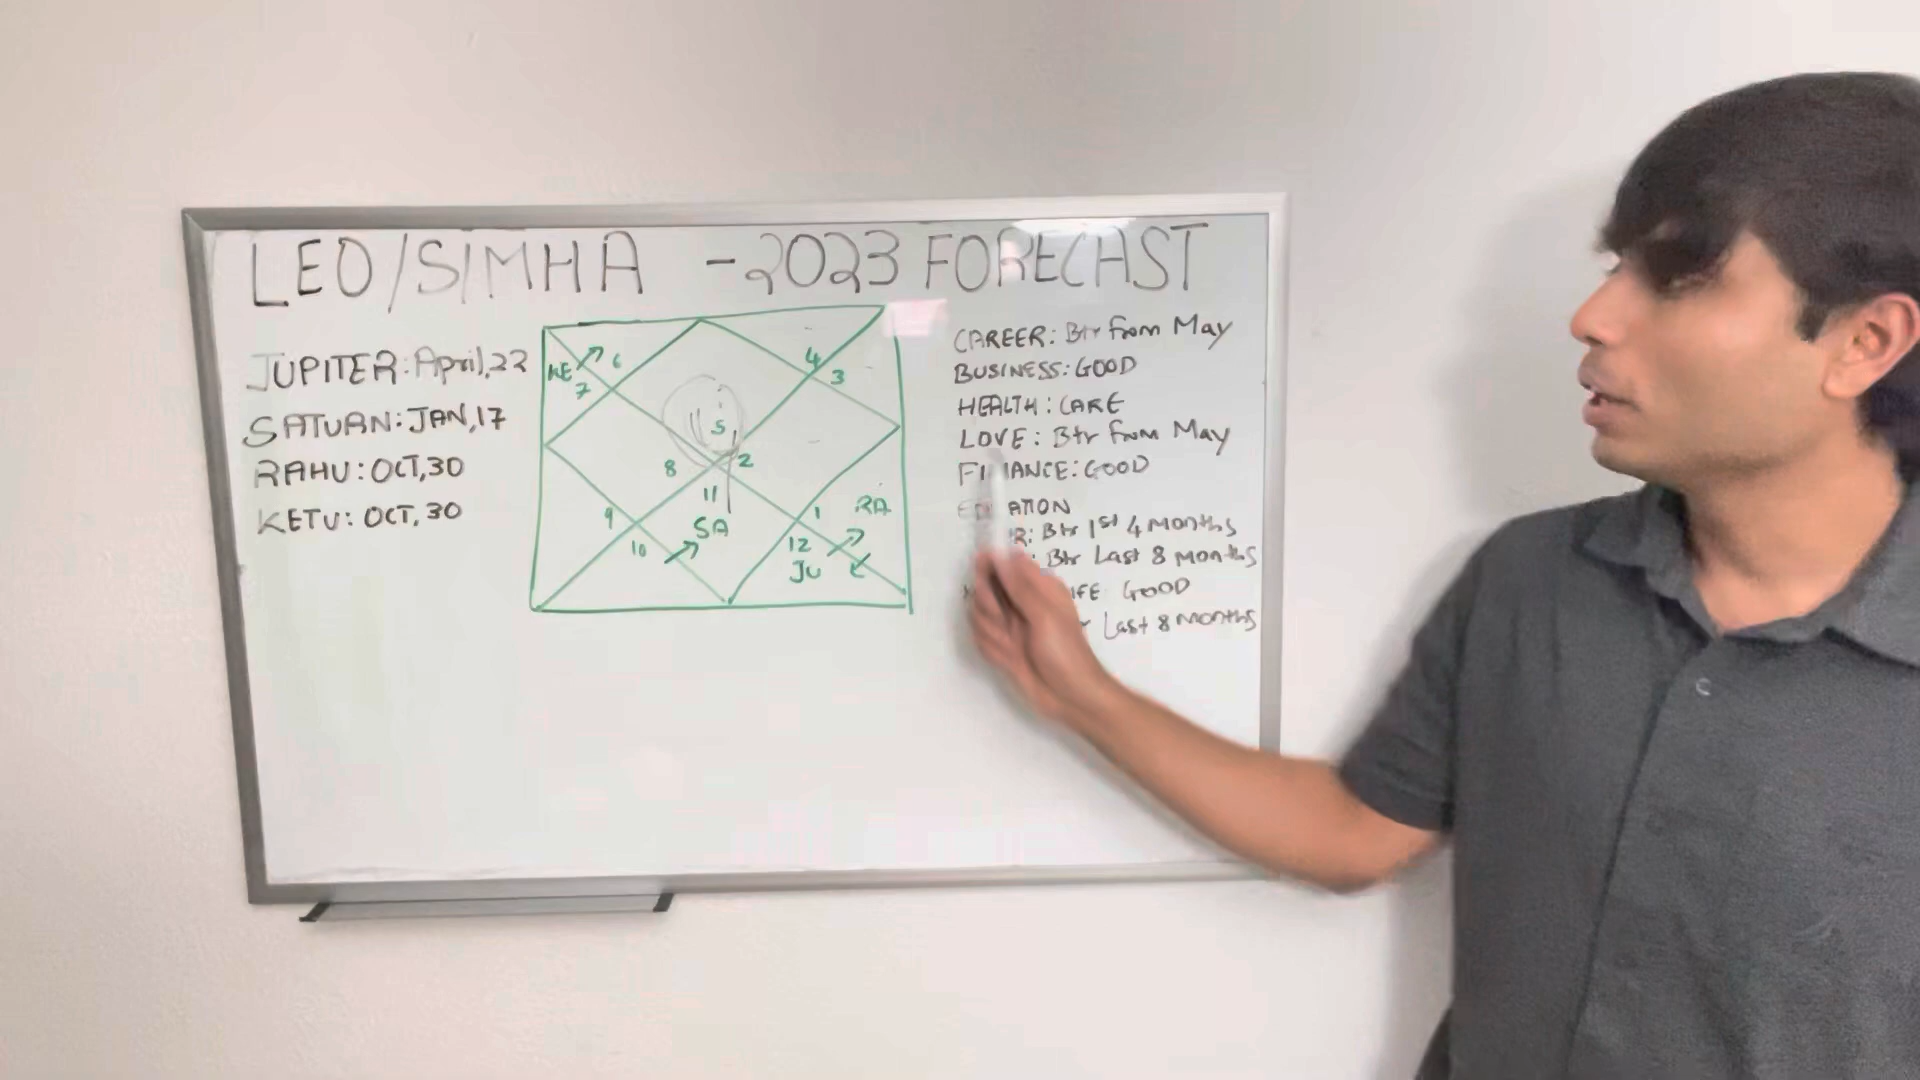 LEO/SIMHA - 2023 FORECAST
JUPITER: April, 22
SATURN: JAN, 17
RAHU: OCT, 30
KETU: OCT, 30
KE 6
7
4
3
5
8 2
11
SA
9
10
1 RA
12
JU
CAREER: Btr from May
BUSINESS: GOOD
HEALTH: CARE
LOVE: Btr from May
FINANCE: GOOD
Btr 1st 4 months
Btr Last 8 months
IFE GOOD
Last 8 months